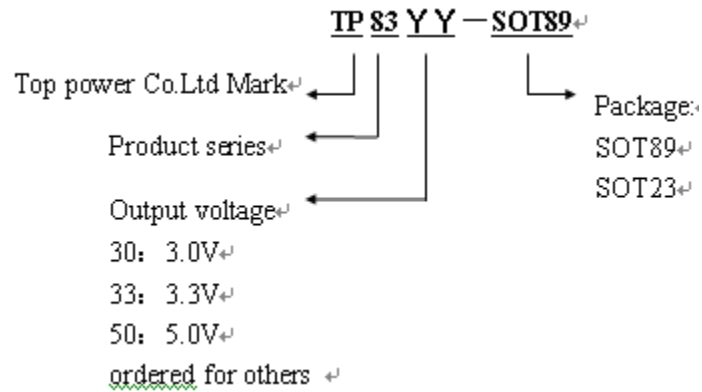 TP 83 Y Y — SOT89
Top power Co.Ltd Mark
Package:
Product series
SOT89
SOT23
Output voltage
30： 3.0V
33： 3.3V
50： 5.0V
ordered for others